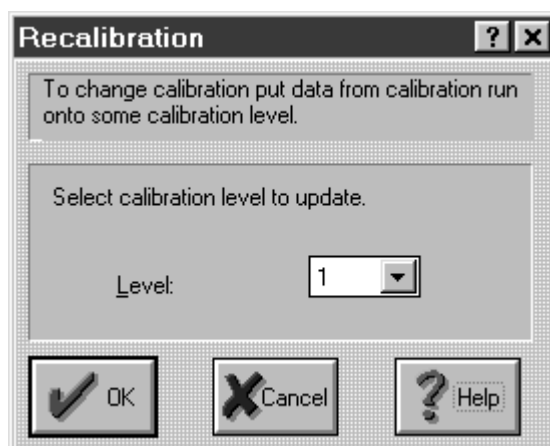 Recalibration
To change calibration put data from calibration run
onto some calibration level.
Select calibration level to update.
Level: 1
OK Cancel Help